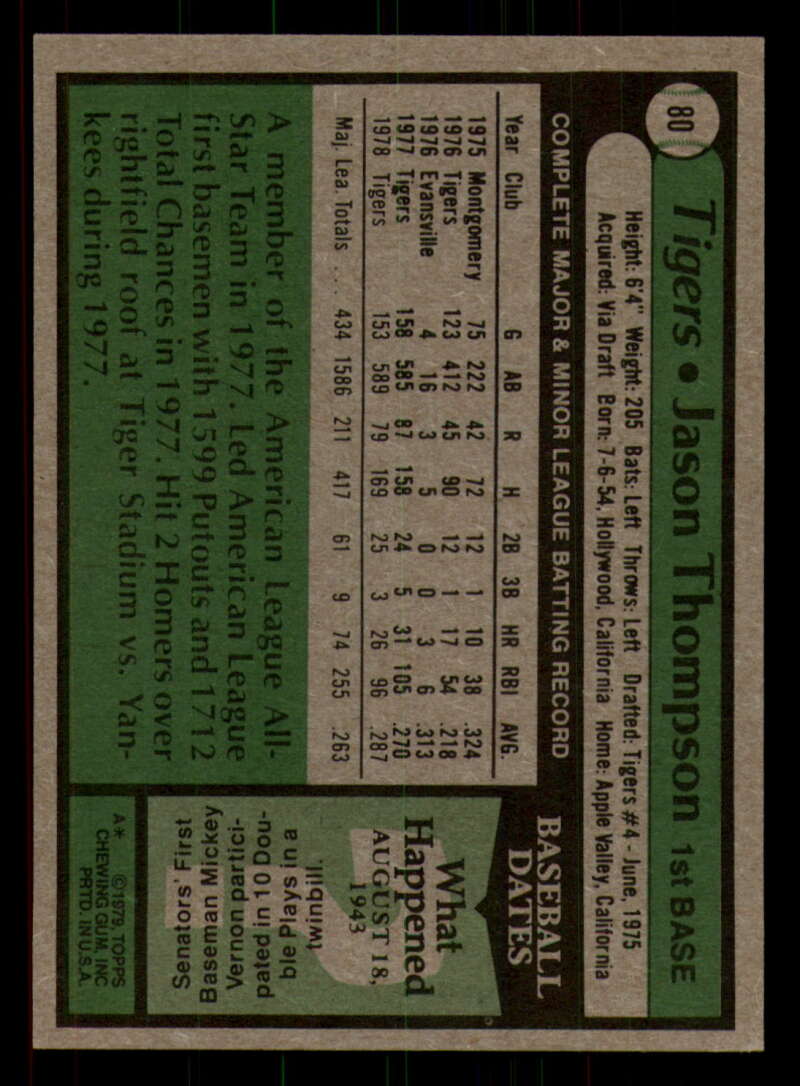 80
Tigers • Jason Thompson 1st BASE
Height: 6'4" Weight: 205 Bats: Left Throws: Left Drafted: Tigers #4 - June, 1975
Acquired: Via Draft Born: 7-6-54, Hollywood, California Home: Apple Valley, California
COMPLETE MAJOR & MINOR LEAGUE BATTING RECORD
Year Club G AB R H 2B 3B HR RBI AVG.
1975 Montgomery 75 222 42 72 12 1 10 38 .324
1976 Tigers 123 412 45 90 12 1 17 54 .218
1976 Evansville 4 16 3 5 0 0 3 6 .313
1977 Tigers 158 585 87 158 24 5 31 105 .270
1978 Tigers 153 589 79 169 25 3 26 96 .287
Maj. Lea. Totals ... 434 1586 211 417 61 9 74 255 .263
A member of the American League All-
Star Team in 1977. Led American League
first basemen with 1599 Putouts and 1712
Total Chances in 1977. Hit 2 Homers over
rightfield roof at Tiger Stadium vs. Yan-
kees during 1977.
BASEBALL
DATES
What
Happened
AUGUST 18,
1943
Senators' First
Baseman Mickey
Vernon partici-
pated in 10 Dou-
ble Plays in a
twinbill.
A* ©1979, TOPPS
CHEWING GUM, INC
PRTD. IN U.S.A.